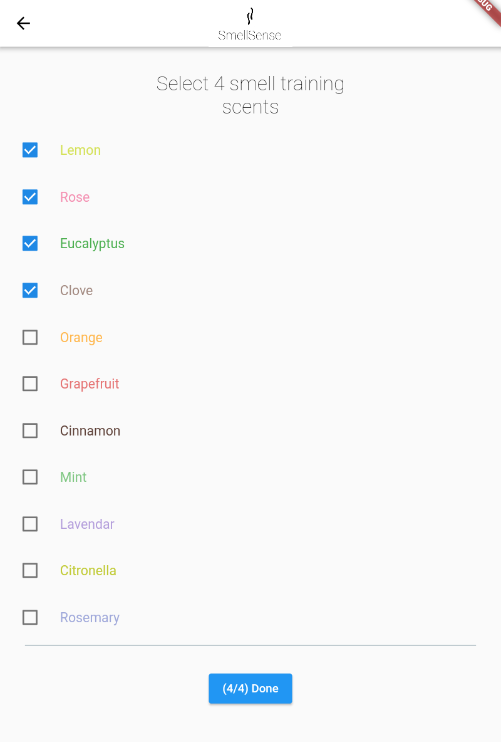 SmellSense
Select 4 smell training
scents
Lemon
Rose
Eucalyptus
Clove
Orange
Grapefruit
Cinnamon
Mint
Lavendar
Citronella
Rosemary
(4/4) Done